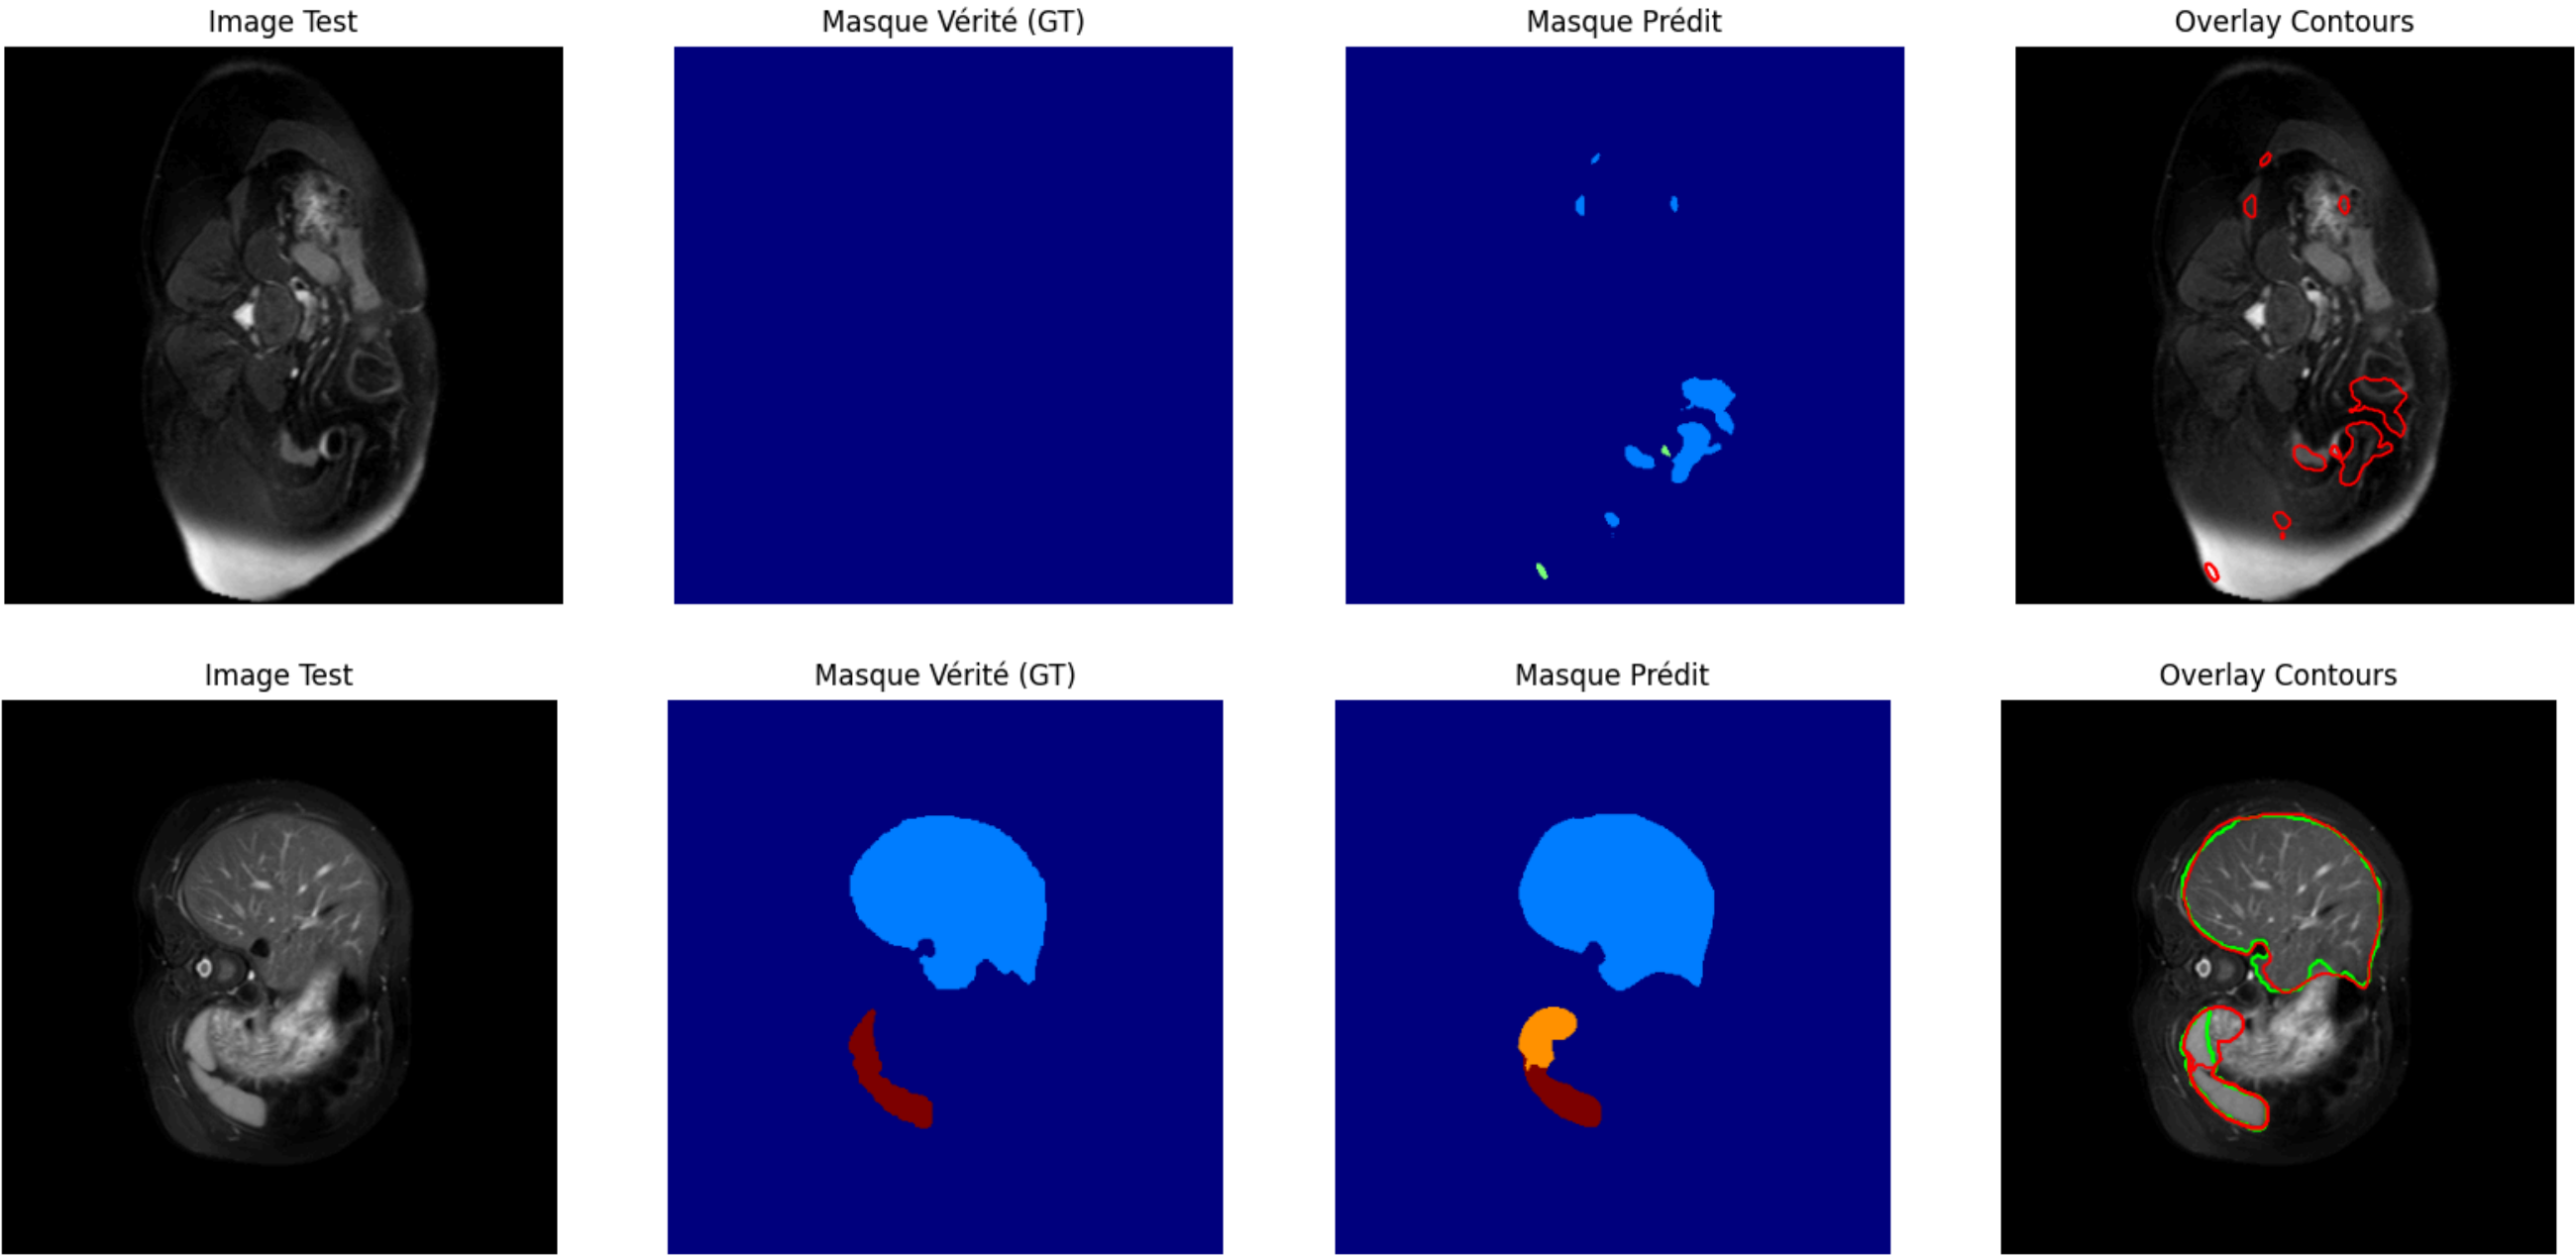 Image Test
Masque Vérité (GT)
Masque Prédit
Overlay Contours
Image Test
Masque Vérité (GT)
Masque Prédit
Overlay Contours